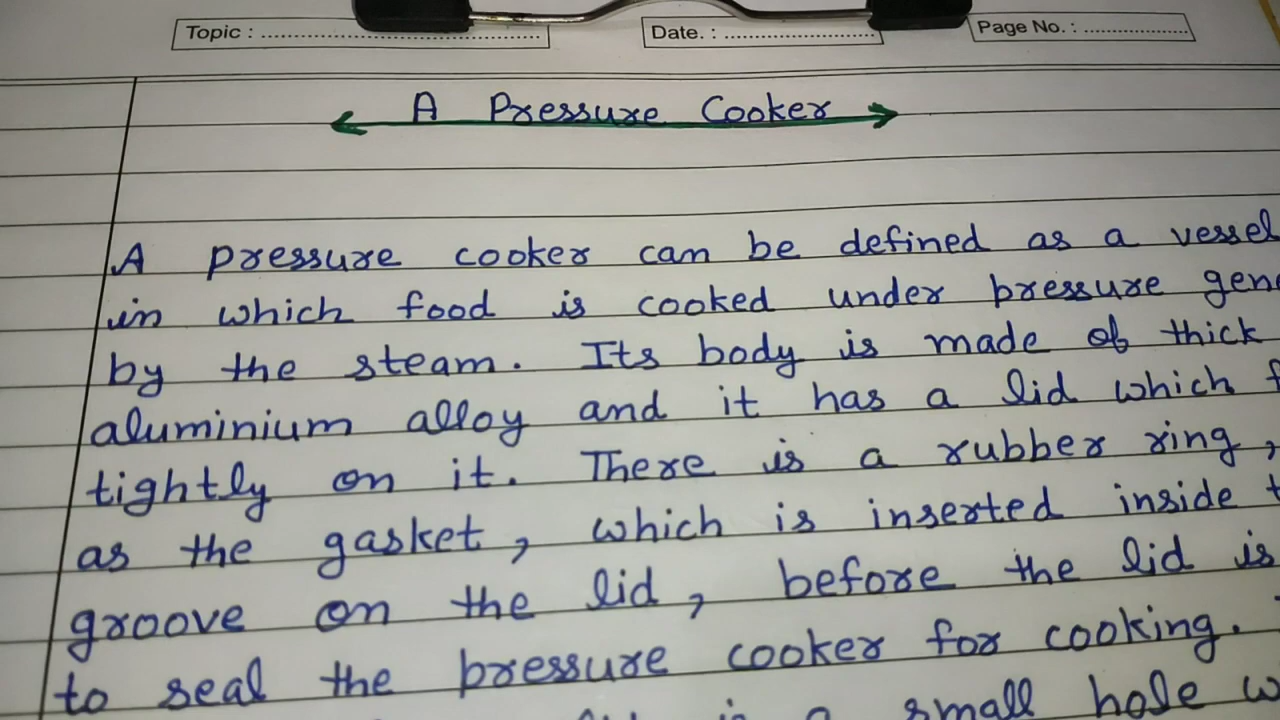 Topic : ........................................
Date. : ......................
Page No. : ...................
A Pressure Cooker
A pressure cooker can be defined as a vessel
in which food is cooked under pressure gene
by the steam. Its body is made of thick
aluminium alloy and it has a lid which f
tightly on it. There is a rubber ring,
as the gasket, which is inserted inside t
groove on the lid, before the lid is
to seal the pressure cooker for cooking.
small hole w